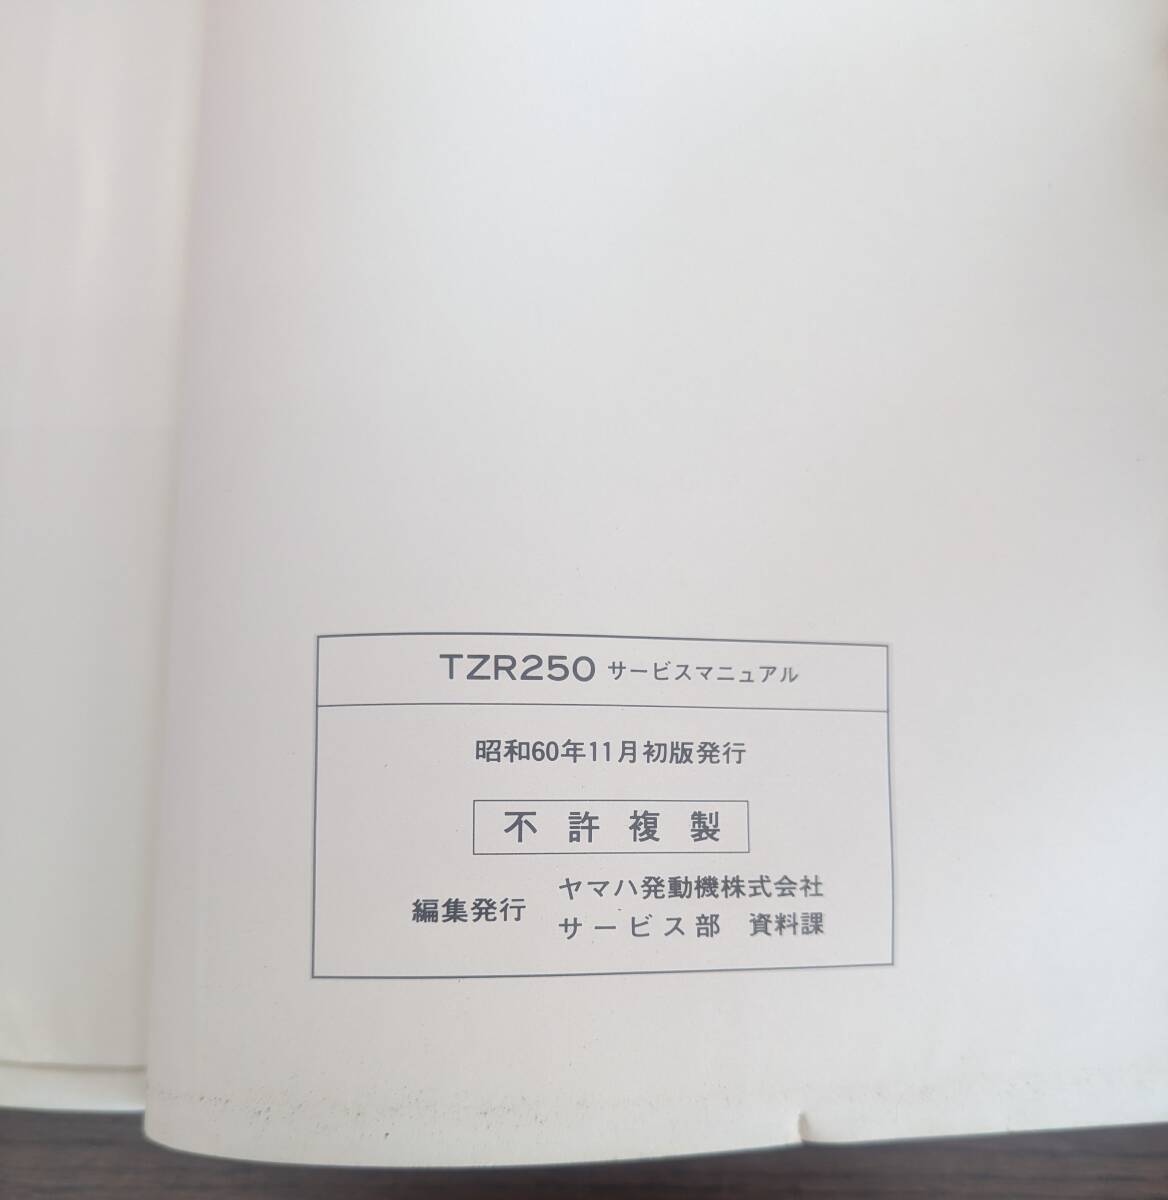 TZR250 サービスマニュアル
昭和60年11月初版発行
不許複製
編集発行 ヤマハ発動機株式会社
サービス部 資料課